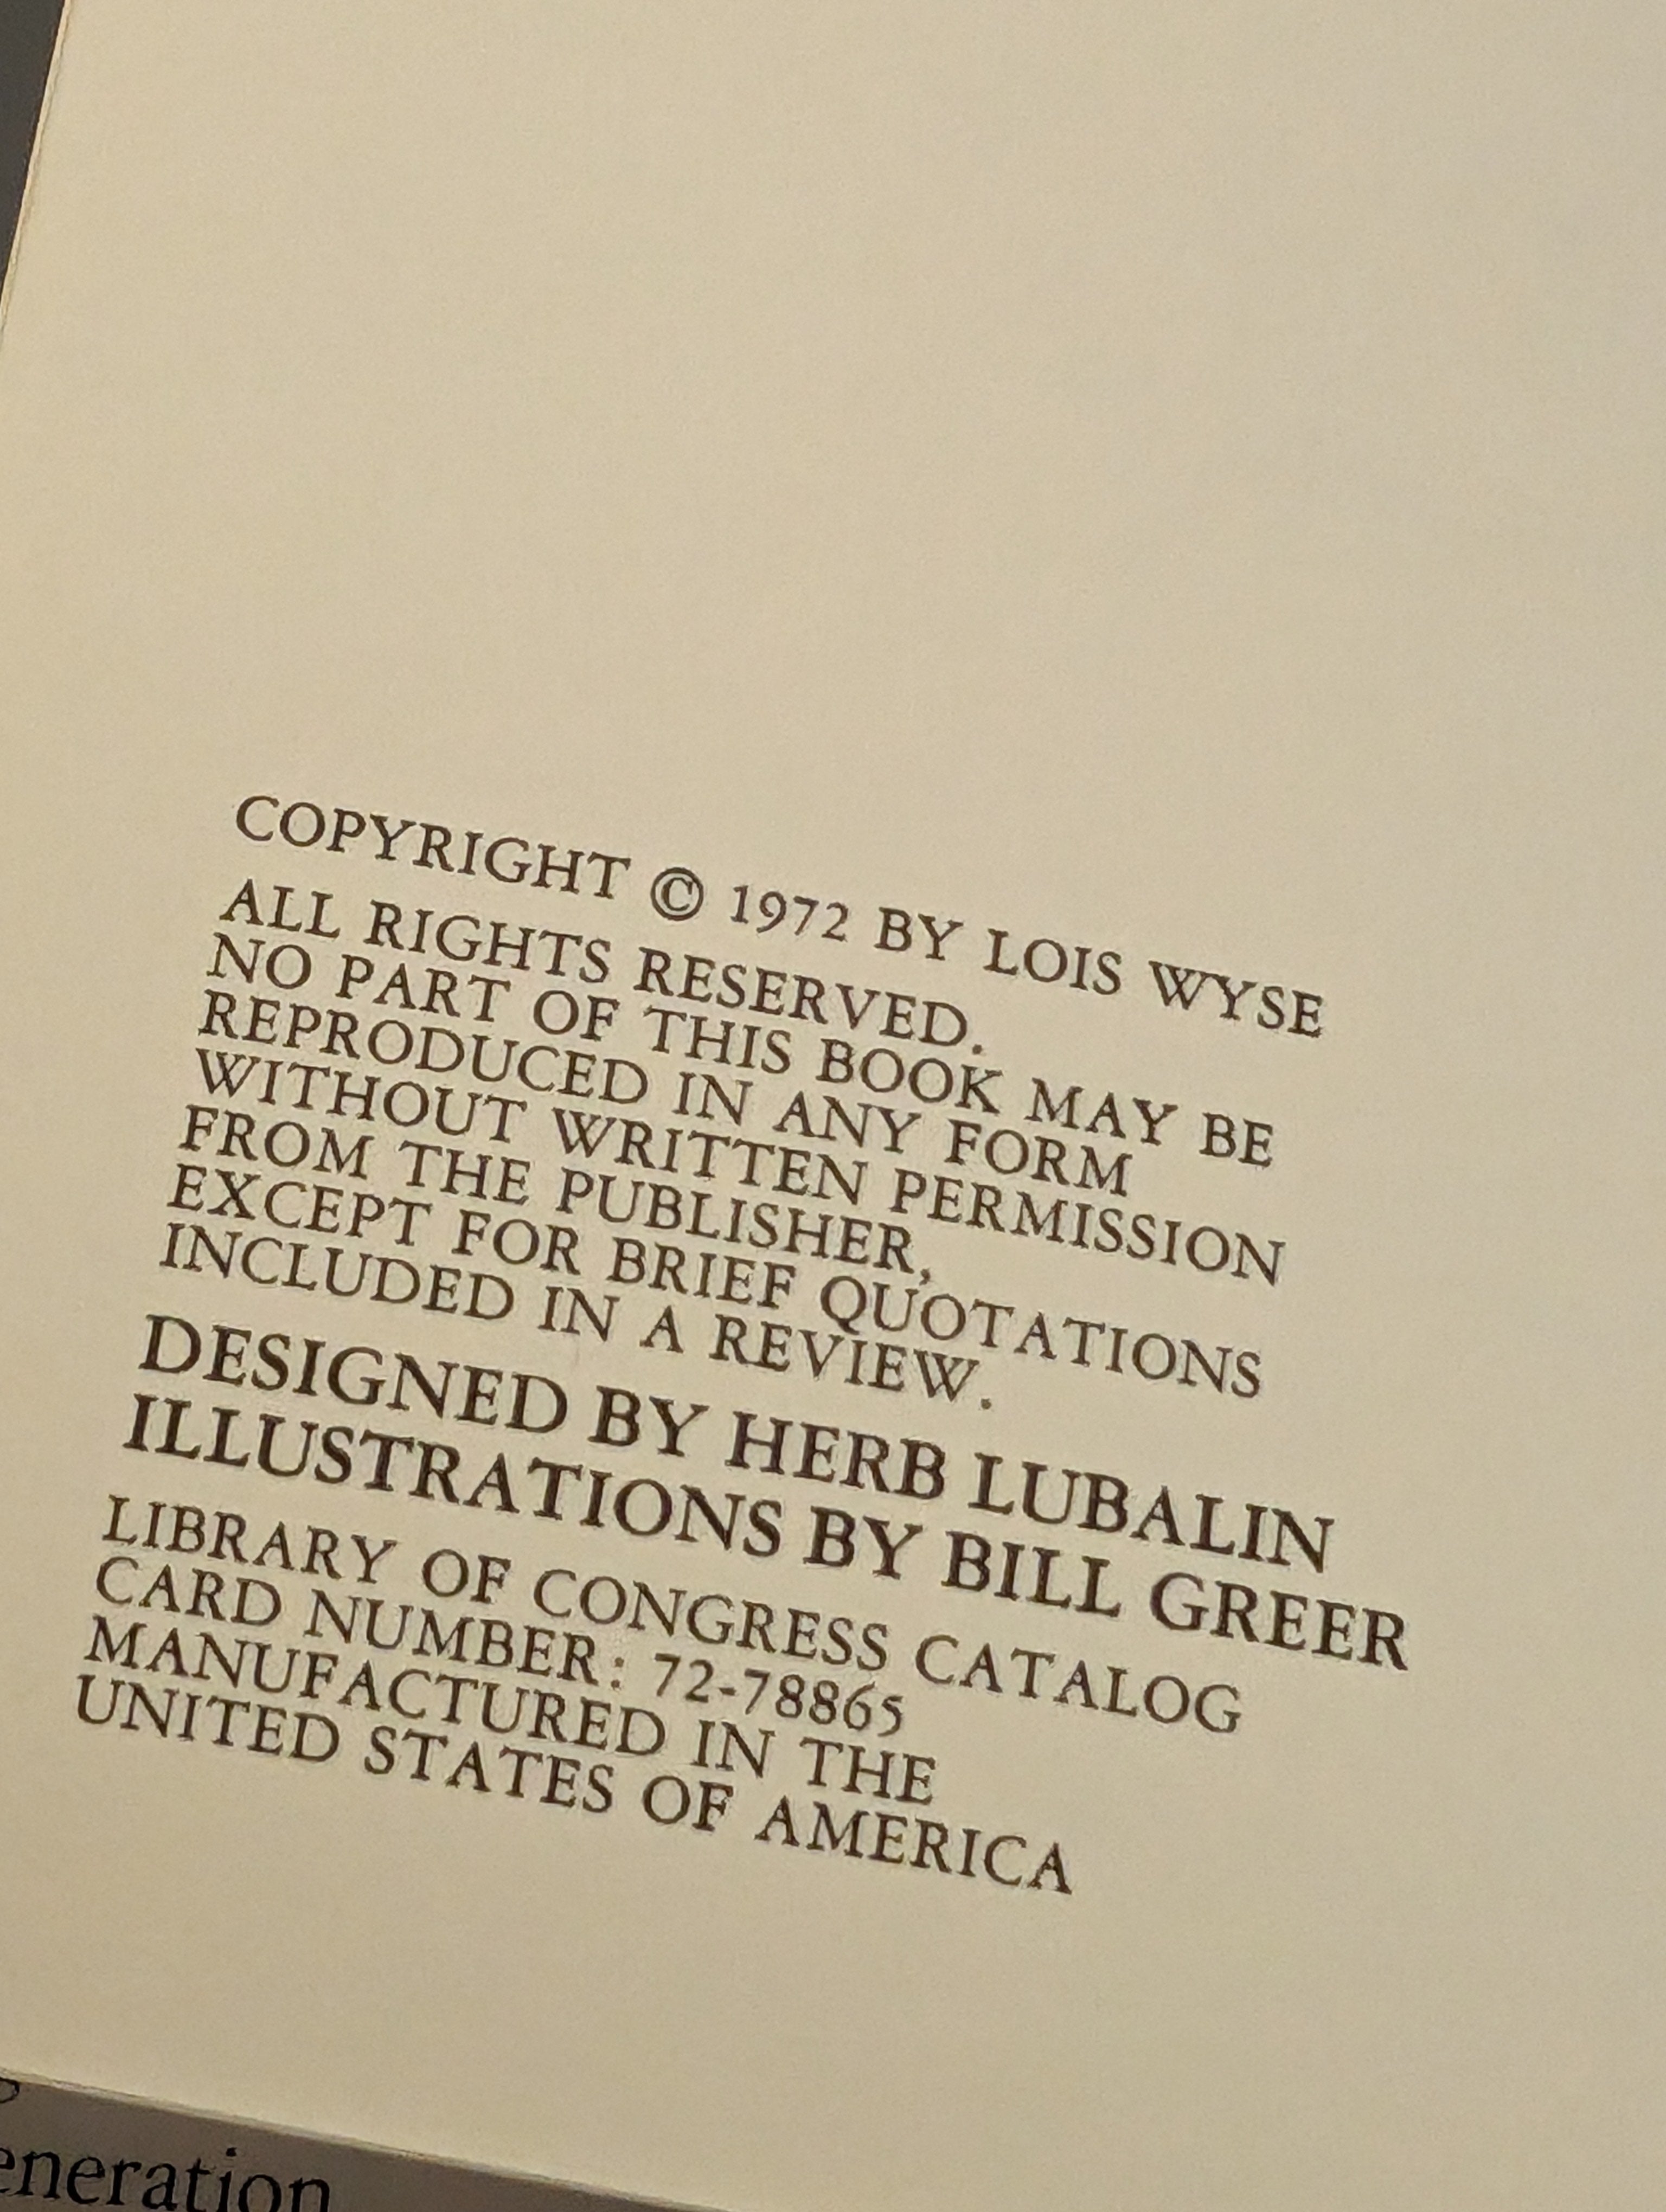 COPYRIGHT © 1972 BY LOIS WYSE
ALL RIGHTS RESERVED.
NO PART OF THIS BOOK MAY BE
REPRODUCED IN ANY FORM
WITHOUT WRITTEN PERMISSION
FROM THE PUBLISHER,
EXCEPT FOR BRIEF QUOTATIONS
INCLUDED IN A REVIEW.
DESIGNED BY HERB LUBALIN
ILLUSTRATIONS BY BILL GREER
LIBRARY OF CONGRESS CATALOG
CARD NUMBER: 72-78865
MANUFACTURED IN THE
UNITED STATES OF AMERICA